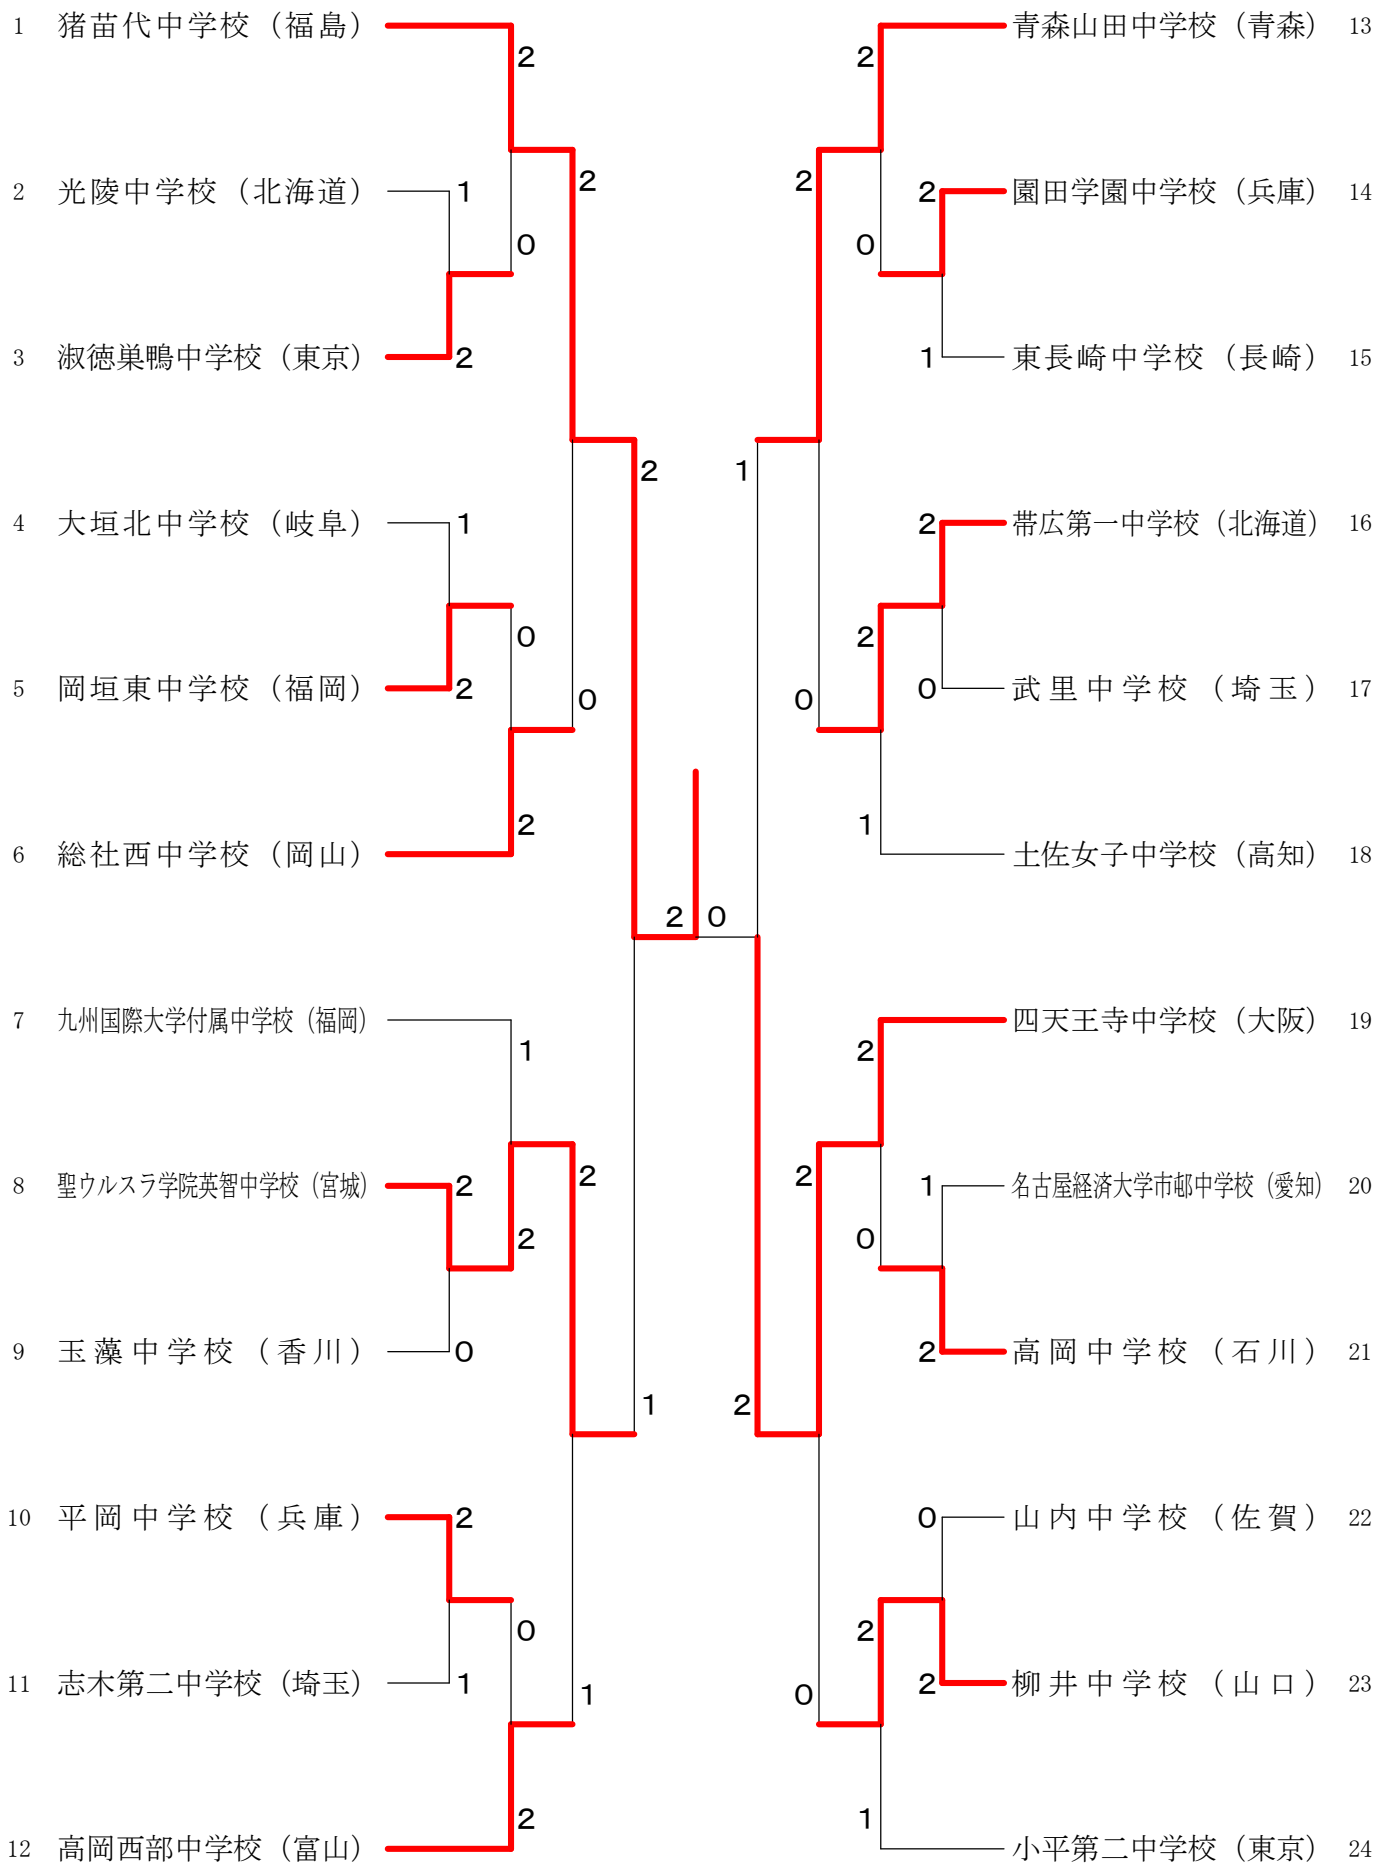 1 猪苗代中学校（福島） 青森山田中学校（青森） 13
2 2
2 光陵中学校（北海道） 1 2 2 2 園田学園中学校（兵庫） 14
0 0
3 淑徳巣鴨中学校（東京） 2 1 東長崎中学校（長崎） 15
2 1
4 大垣北中学校（岐阜） 1 2 帯広第一中学校（北海道） 16
0 2
5 岡垣東中学校（福岡） 2 0 0 0 武里中学校（埼玉） 17
2 1
6 総社西中学校（岡山） 土佐女子中学校（高知） 18
2 0
7 九州国際大学付属中学校（福岡） 四天王寺中学校（大阪） 19
1 2
8 聖ウルスラ学院英智中学校（宮城） 2 2 2 1 名古屋経済大学市邨中学校（愛知） 20
2 0
9 玉藻中学校（香川） 0 2 高岡中学校（石川） 21
1 2
10 平岡中学校（兵庫） 2 0 山内中学校（佐賀） 22
0 2
11 志木第二中学校（埼玉） 1 1 0 2 柳井中学校（山口） 23
2 1
12 高岡西部中学校（富山） 小平第二中学校（東京） 24